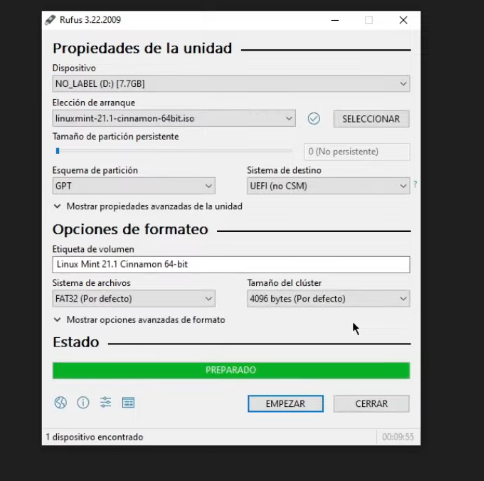 Rufus 3.22.2009
Propiedades de la unidad
Dispositivo
NO_LABEL (D:) [7.7GB]
Elección de arranque
linuxmint-21.1-cinnamon-64bit.iso
SELECCIONAR
Tamaño de partición persistente
0 (No persistente)
Esquema de partición Sistema de destino
GPT UEFI (no CSM) ?
Mostrar propiedades avanzadas de la unidad
Opciones de formateo
Etiqueta de volumen
Linux Mint 21.1 Cinnamon 64-bit
Sistema de archivos Tamaño del clúster
FAT32 (Por defecto) 4096 bytes (Por defecto)
Mostrar opciones avanzadas de formato
Estado
PREPARADO
EMPEZAR CERRAR
1 dispositivo encontrado 00:09:55